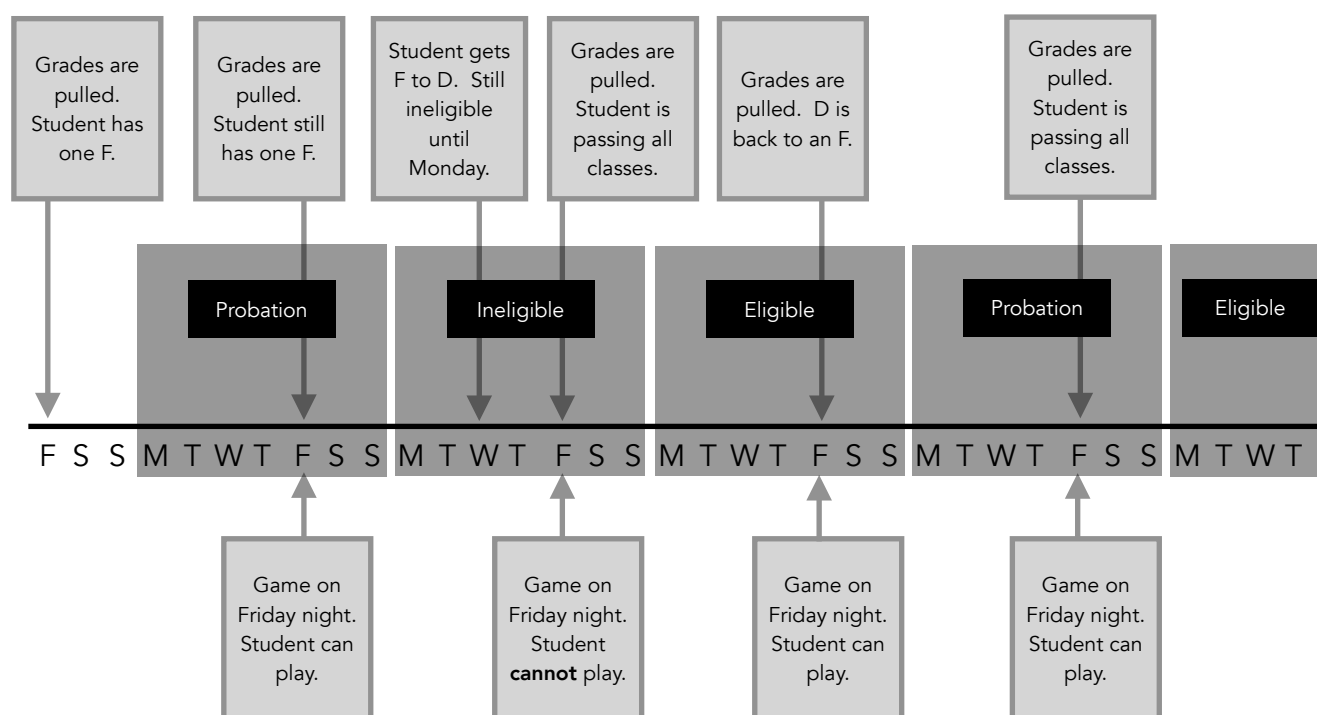 Grades are
pulled.
Student has
one F.
Grades are
pulled.
Student still
has one F.
Student gets
F to D.  Still
ineligible
until
Monday.
Grades are
pulled.
Student is
passing all
classes.
Grades are
pulled.  D is
back to an F.
Grades are
pulled.
Student is
passing all
classes.
Probation
Ineligible
Eligible
Probation
Eligible
F S S M T W T F S S M T W T F S S M T W T F S S M T W T F S S M T W T
Game on
Friday night.
Student can
play.
Game on
Friday night.
Student
cannot play.
Game on
Friday night.
Student can
play.
Game on
Friday night.
Student can
play.